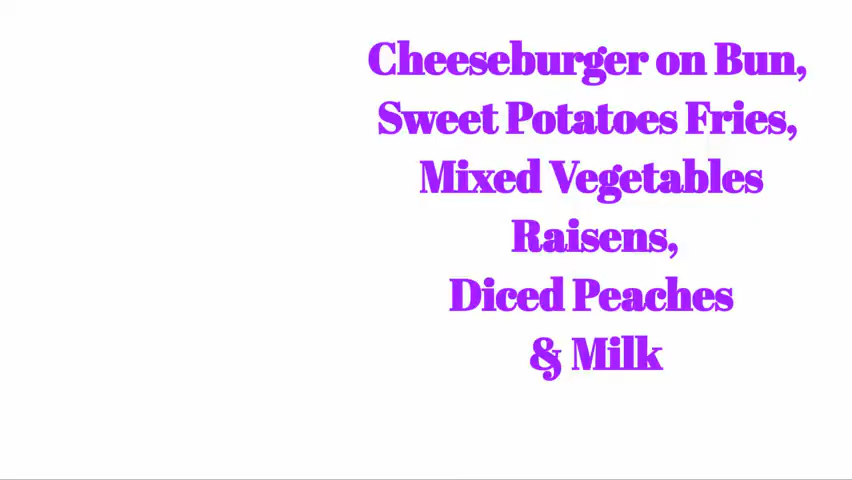 Cheeseburger on Bun,
Sweet Potatoes Fries,
Mixed Vegetables
Raisens,
Diced Peaches
& Milk